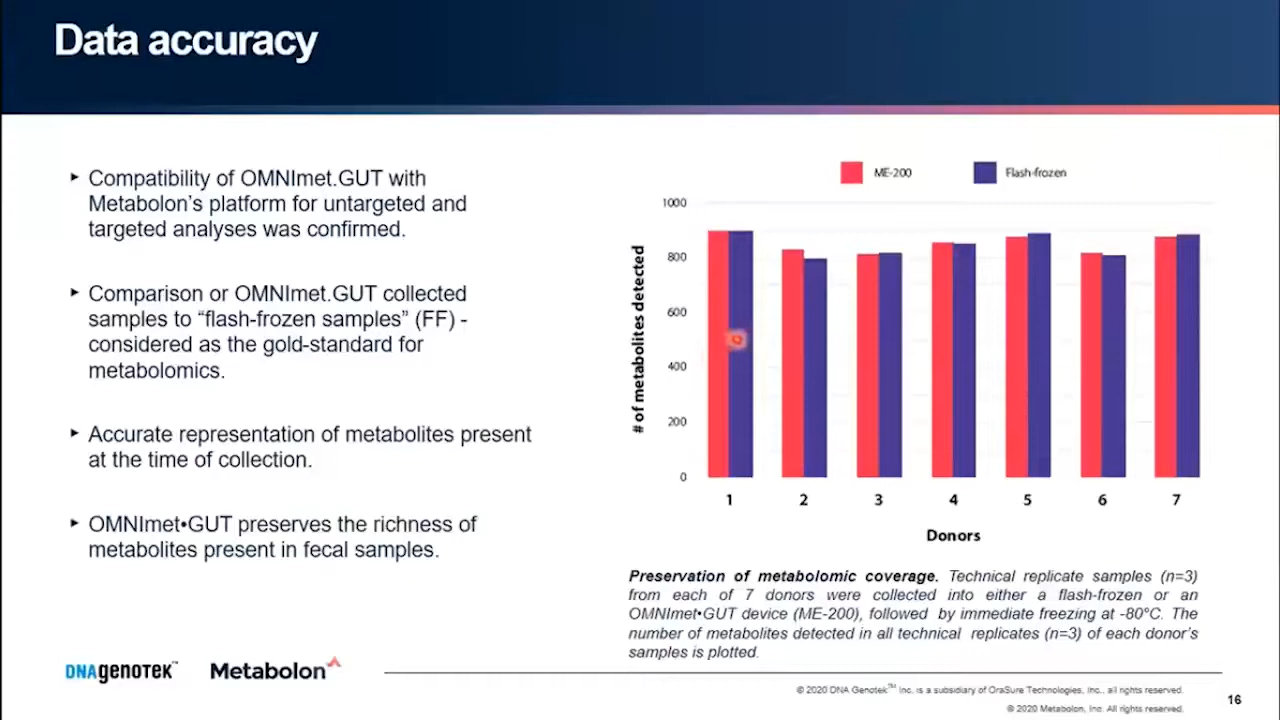 Data accuracy
‣ Compatibility of OMNImet.GUT with
Metabolon's platform for untargeted and
targeted analyses was confirmed.
‣ Comparison or OMNImet.GUT collected
samples to “flash-frozen samples” (FF) -
considered as the gold-standard for
metabolomics.
‣ Accurate representation of metabolites present
at the time of collection.
‣ OMNImet•GUT preserves the richness of
metabolites present in fecal samples.
ME-200 Flash-frozen
# of metabolites detected
1000
800
600
400
200
0
1 2 3 4 5 6 7
Donors
Preservation of metabolomic coverage. Technical replicate samples (n=3)
from each of 7 donors were collected into either a flash-frozen or an
OMNImet•GUT device (ME-200), followed by immediate freezing at -80°C. The
number of metabolites detected in all technical replicates (n=3) of each donor's
samples is plotted.
DNAgenotek™ Metabolon
© 2020 DNA Genotek™ Inc. is a subsidiary of OraSure Technologies, Inc., all rights reserved.
© 2020 Metabolon, Inc. All rights reserved.
16